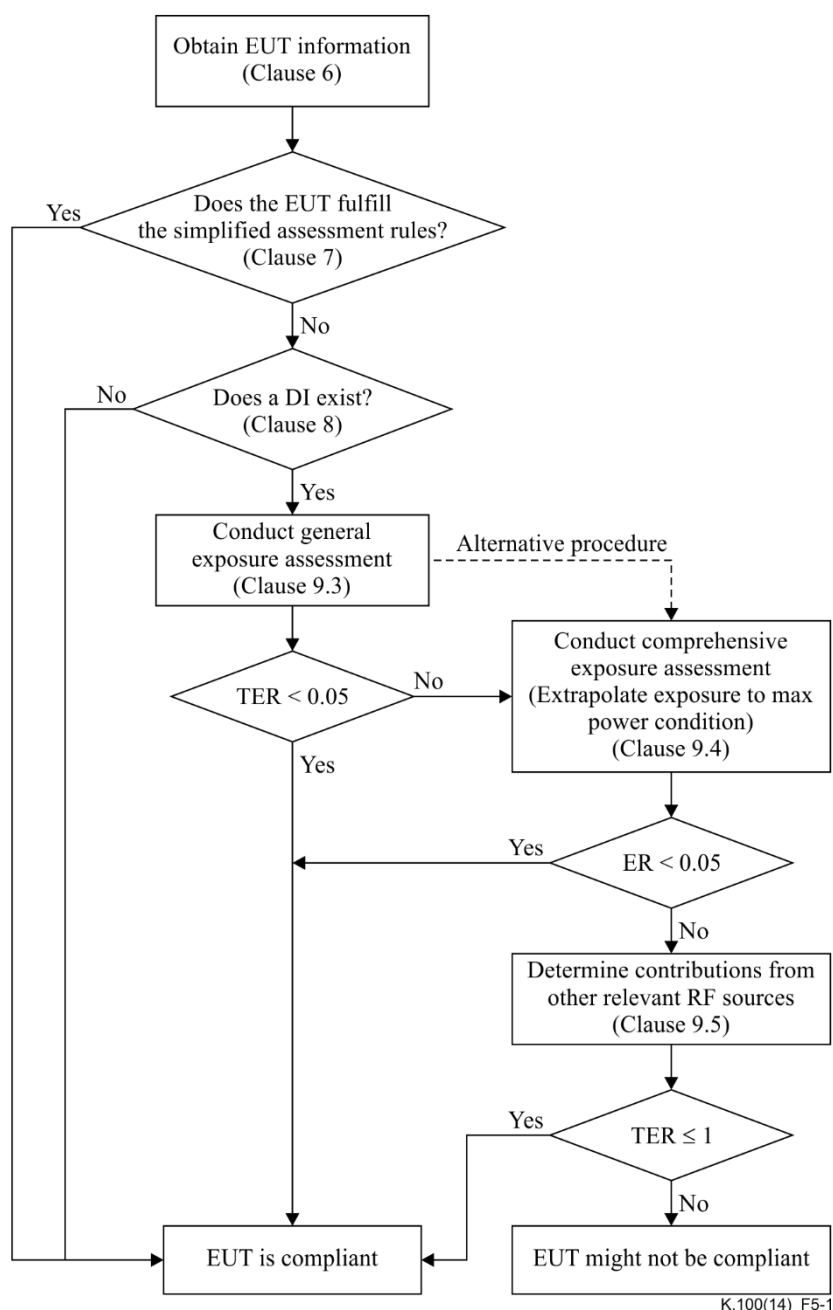 Obtain EUT information
(Clause 6)
Yes
Does the EUT fulfill
the simplified assessment rules?
(Clause 7)
No
No
Does a DI exist?
(Clause 8)
Yes
Conduct general
exposure assessment
(Clause 9.3)
Alternative procedure
TER < 0.05
No
Conduct comprehensive
exposure assessment
(Extrapolate exposure to max
power condition)
(Clause 9.4)
Yes
Yes
ER < 0.05
No
Determine contributions from
other relevant RF sources
(Clause 9.5)
Yes
TER ≤ 1
No
EUT is compliant
EUT might not be compliant
K.100(14)_F5-1